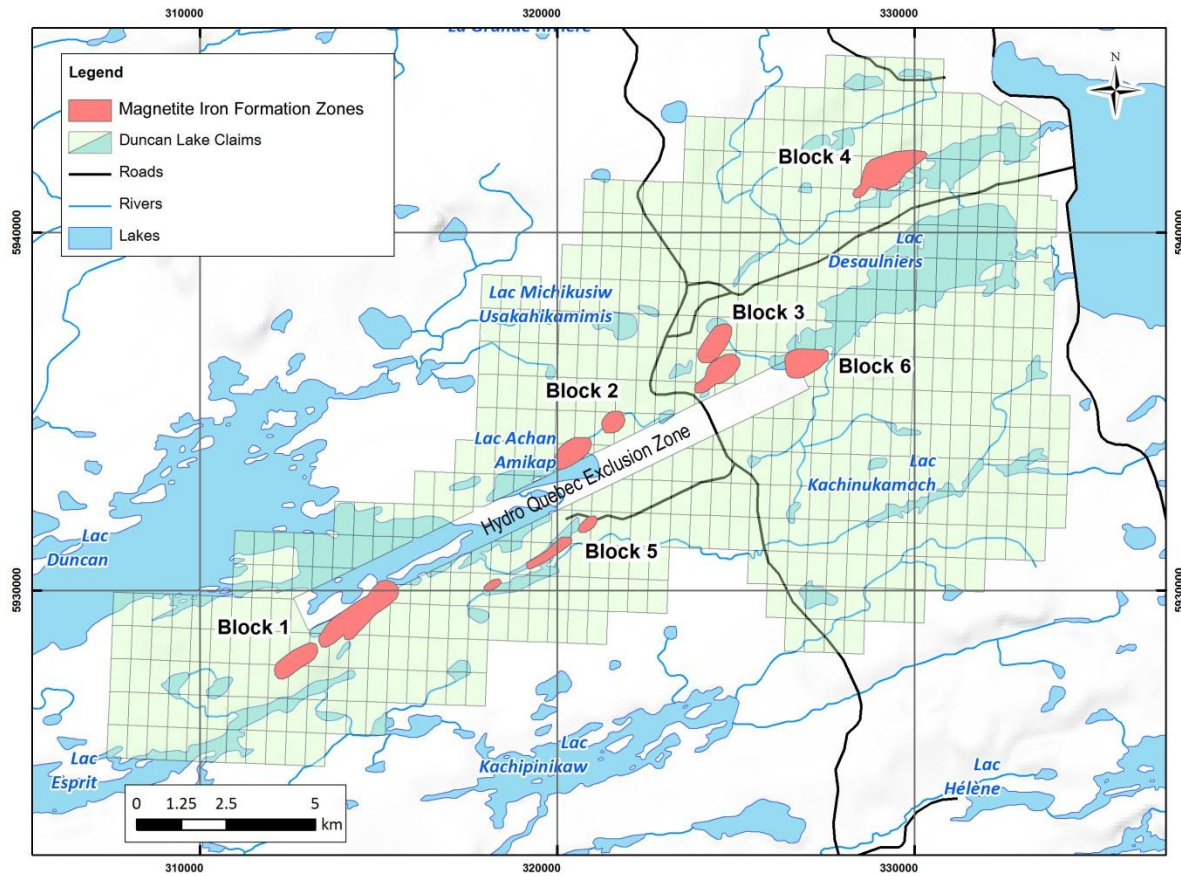 310000
320000
330000
La Grande Rivière
Legend
Magnetite Iron Formation Zones
Duncan Lake Claims
Roads
Rivers
Lakes
N
Block 4
5940000
5940000
Lac
Desaulniers
Lac Michikusiw
Usakahikamimis
Block 3
Block 6
Block 2
Lac Achan
Amikap
Hydro Quebec Exclusion Zone
Lac
Kachinukamach
Lac
Duncan
Block 5
5930000
5930000
Block 1
Lac
Esprit
Lac
Kachipinikaw
Lac
Hélène
0 1.25 2.5 5
km
310000
320000
330000